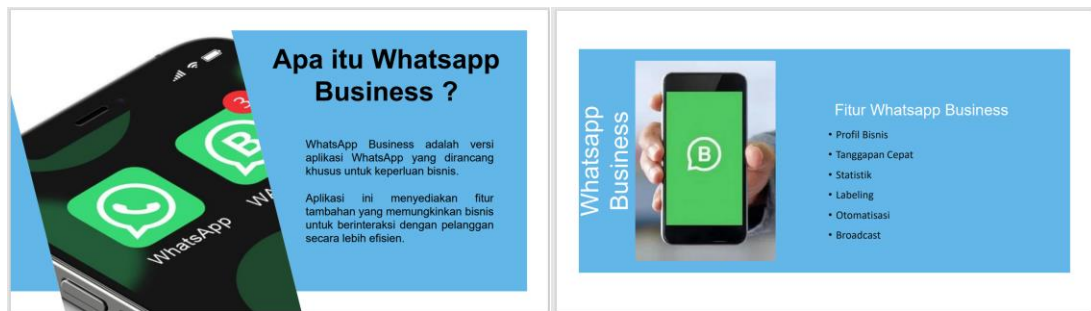 Apa itu Whatsapp
Business ?
WhatsApp Business adalah versi
aplikasi WhatsApp yang dirancang
khusus untuk keperluan bisnis.
Aplikasi ini menyediakan fitur
tambahan yang memungkinkan bisnis
untuk berinteraksi dengan pelanggan
secara lebih efisien.
3
B
WhatsApp
WA
Whatsapp
Business
B
Fitur Whatsapp Business
• Profil Bisnis
• Tanggapan Cepat
• Statistik
• Labeling
• Otomatisasi
• Broadcast